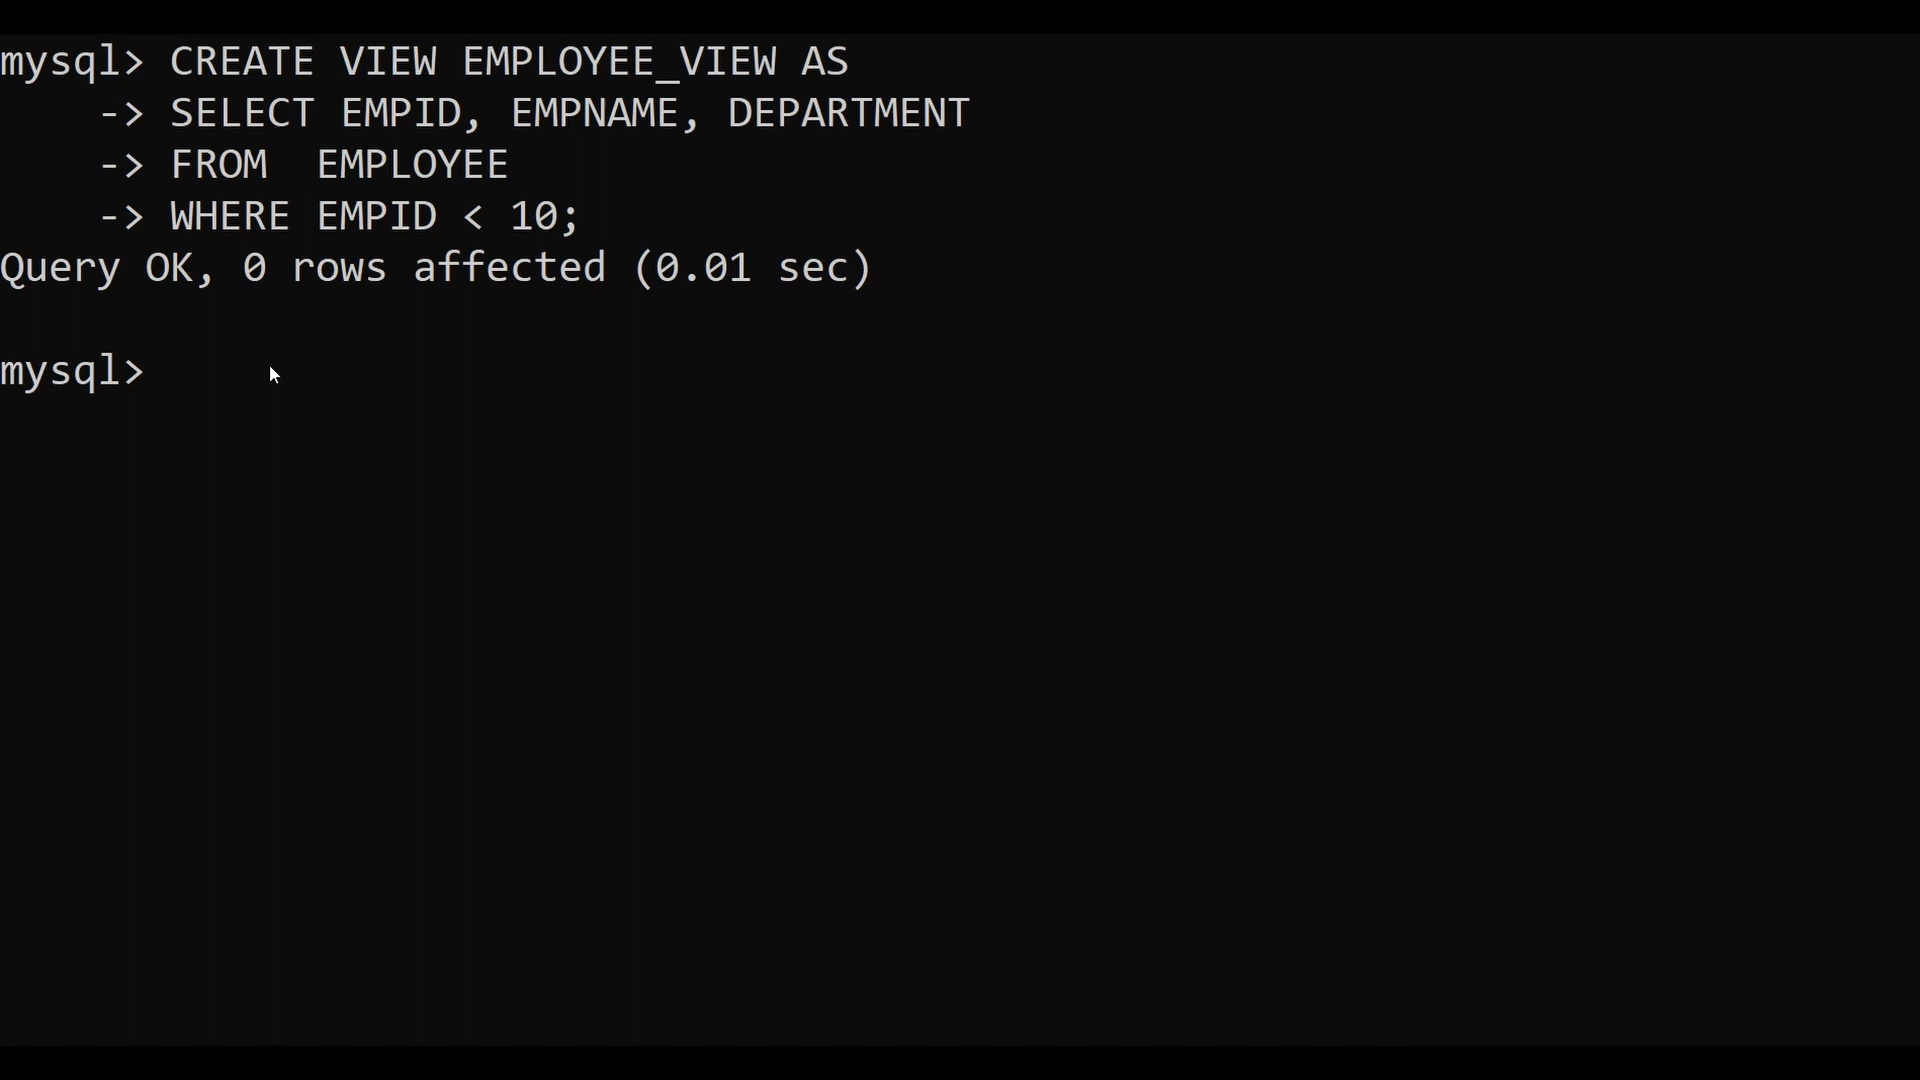 mysql> CREATE VIEW EMPLOYEE_VIEW AS
    -> SELECT EMPID, EMPNAME, DEPARTMENT
    -> FROM  EMPLOYEE
    -> WHERE EMPID < 10;
Query OK, 0 rows affected (0.01 sec)
mysql>